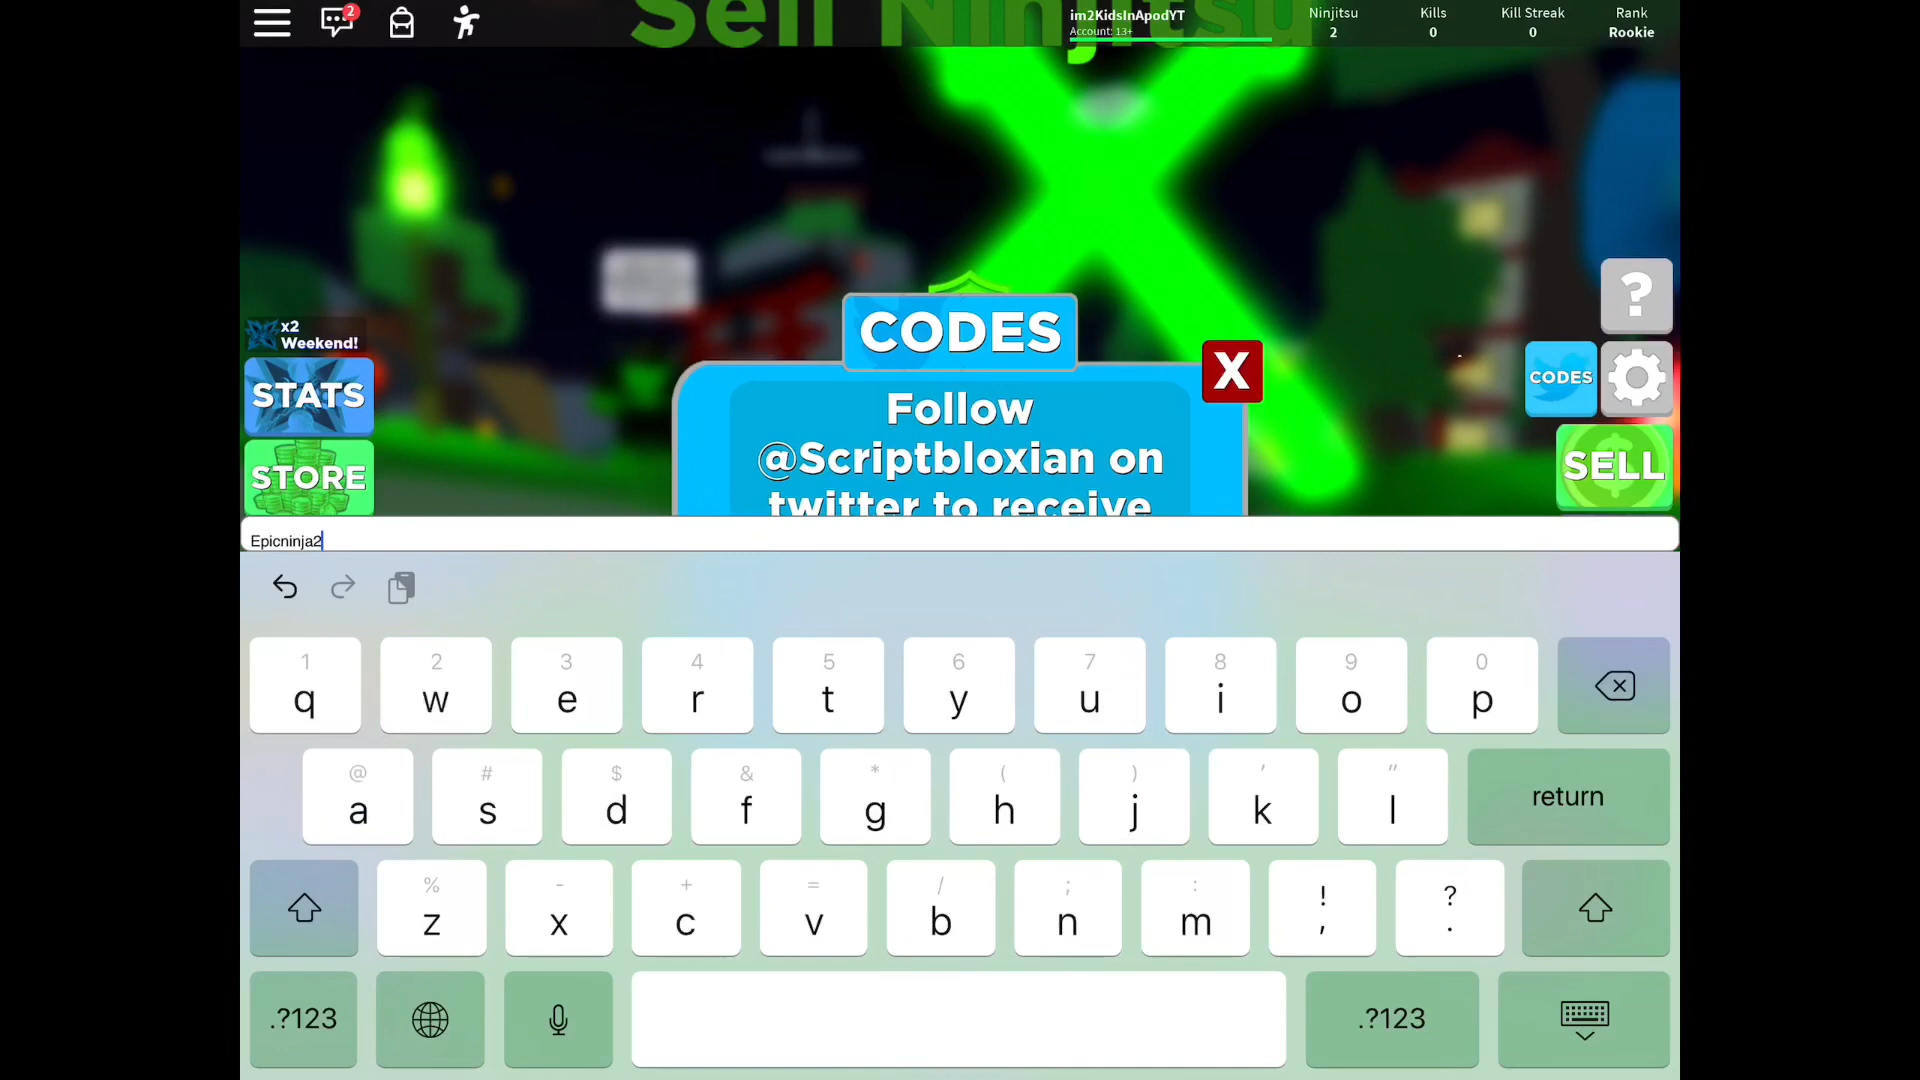 Sell Ninjitsu
2
im2KidsInApodYT
Account: 13+
Ninjitsu
2
Kills
0
Kill Streak
0
Rank
Rookie
X
x2
Weekend!
STATS
STORE
CODES
X
Follow
@Scriptbloxian on
twitter to receive
?
CODES
SELL
Epicninja2
1 2 3 4 5 6 7 8 9 0
q w e r t y u i o p
@ # $ & * ( ) ' "
a s d f g h j k l return
% - + = / ; : ! ?
z x c v b n m , .
.?123 .?123